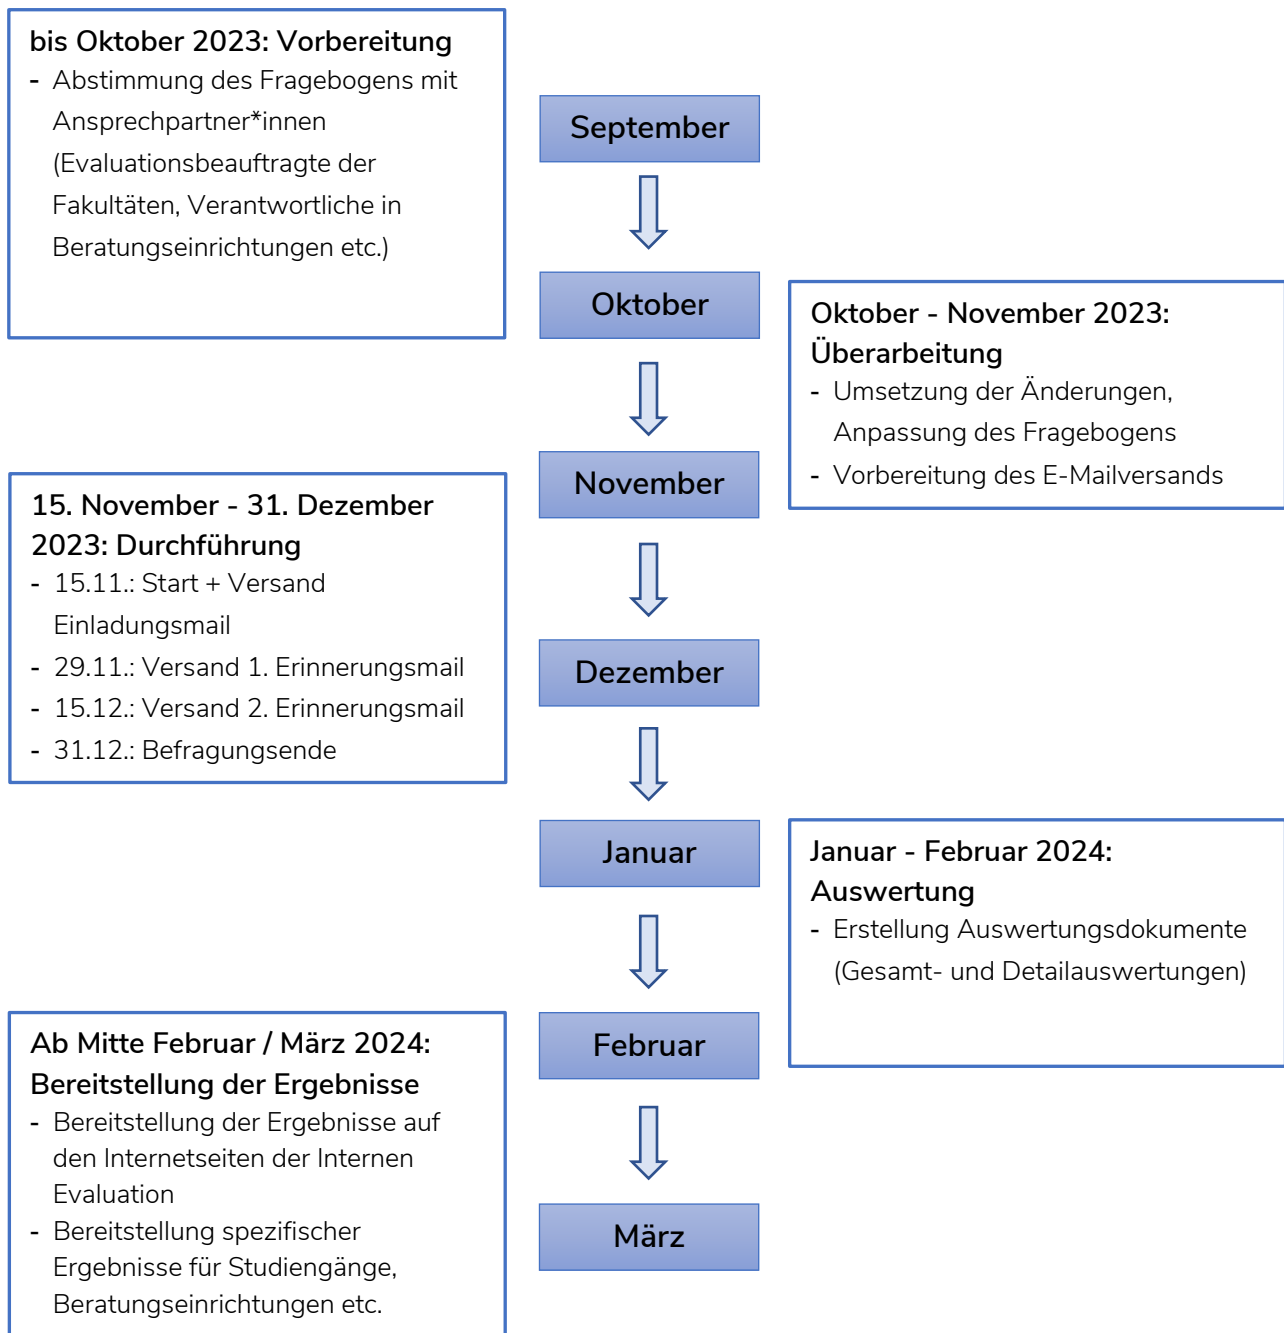 bis Oktober 2023: Vorbereitung
- Abstimmung des Fragebogens mit
Ansprechpartner*innen
(Evaluationsbeauftragte der
Fakultäten, Verantwortliche in
Beratungseinrichtungen etc.)
September
Oktober
Oktober - November 2023:
Überarbeitung
- Umsetzung der Änderungen,
Anpassung des Fragebogens
- Vorbereitung des E-Mailversands
November
15. November - 31. Dezember
2023: Durchführung
- 15.11.: Start + Versand
Einladungsmail
- 29.11.: Versand 1. Erinnerungsmail
- 15.12.: Versand 2. Erinnerungsmail
- 31.12.: Befragungsende
Dezember
Januar
Januar - Februar 2024:
Auswertung
- Erstellung Auswertungsdokumente
(Gesamt- und Detailauswertungen)
Februar
Ab Mitte Februar / März 2024:
Bereitstellung der Ergebnisse
- Bereitstellung der Ergebnisse auf
den Internetseiten der Internen
Evaluation
- Bereitstellung spezifischer
Ergebnisse für Studiengänge,
Beratungseinrichtungen etc.
März